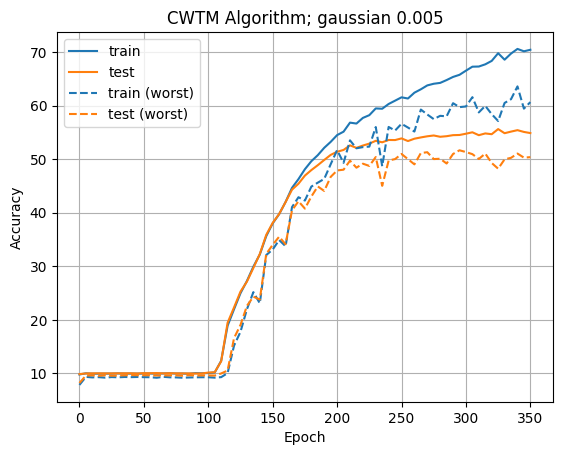 CWTM Algorithm; gaussian 0.005
train
test
train (worst)
test (worst)
Accuracy
70
60
50
40
30
20
10
0
50
100
150
200
250
300
350
Epoch